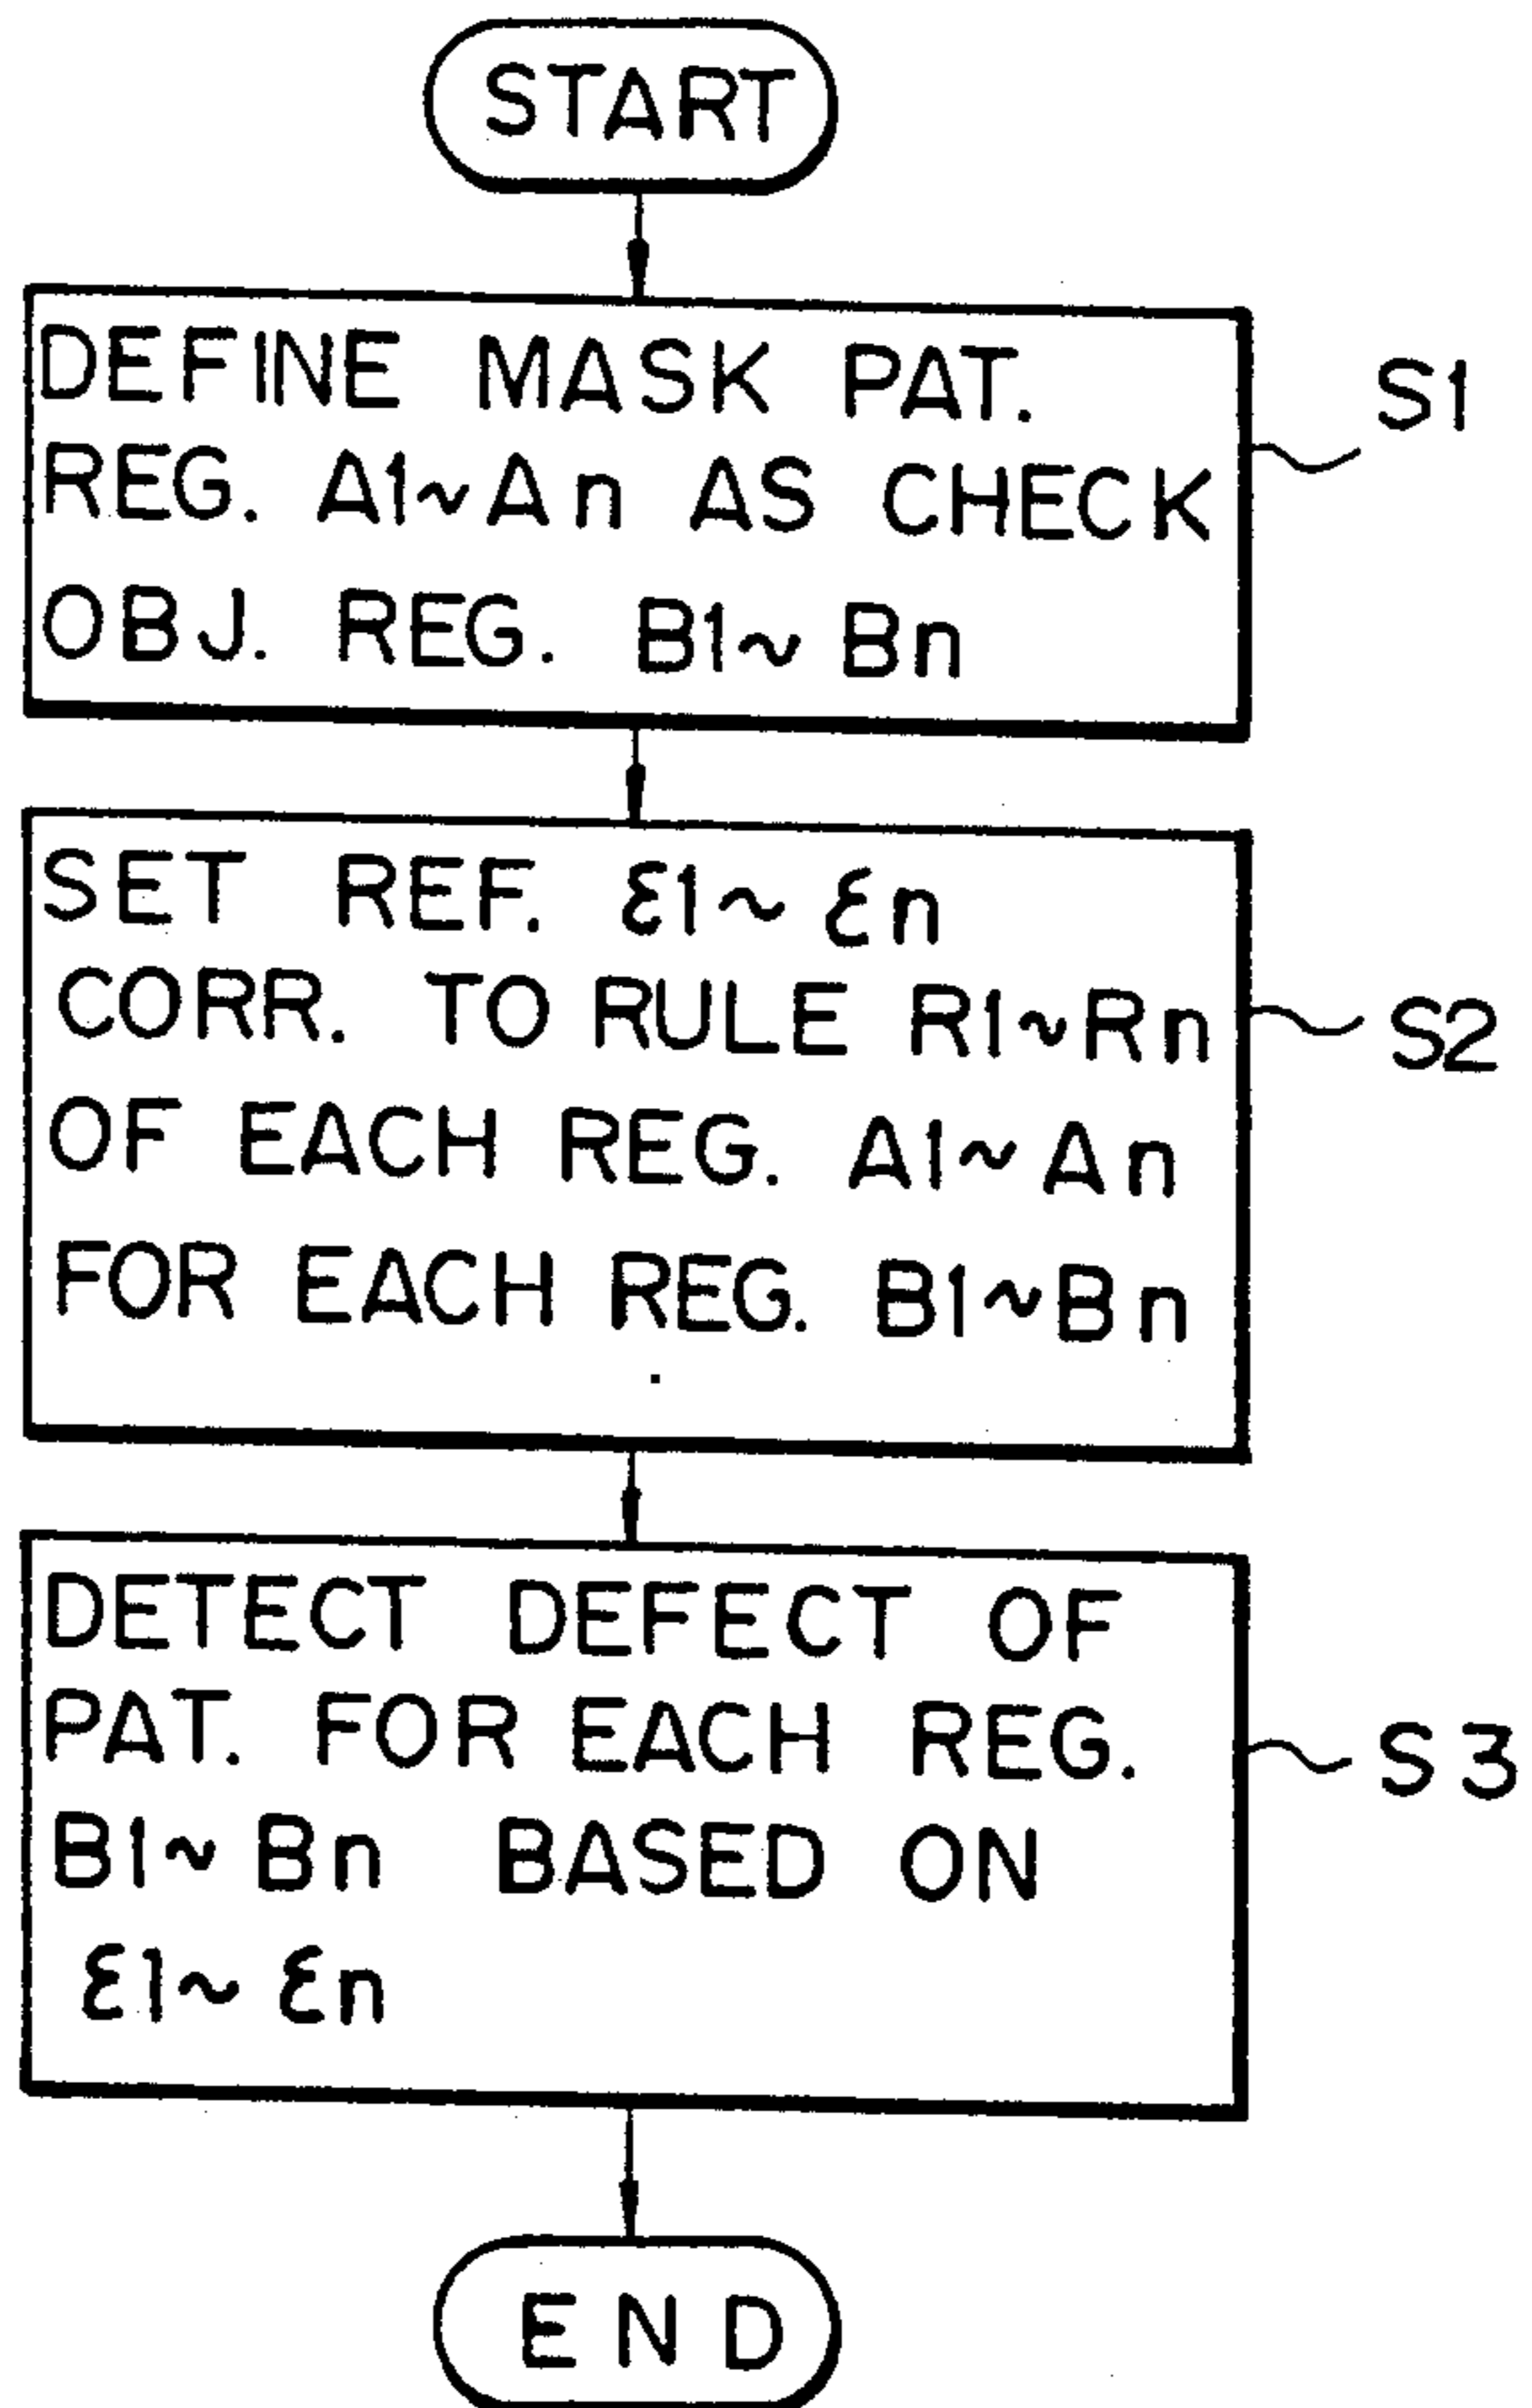 START
DEFINE MASK PAT.
REG. A1~An AS CHECK
OBJ. REG. B1~Bn
S1
SET REF. ε1~εn
CORR. TO RULE R1~Rn
OF EACH REG. A1~An
FOR EACH REG. B1~Bn
S2
DETECT DEFECT OF
PAT. FOR EACH REG.
B1~Bn BASED ON
ε1~εn
S3
END